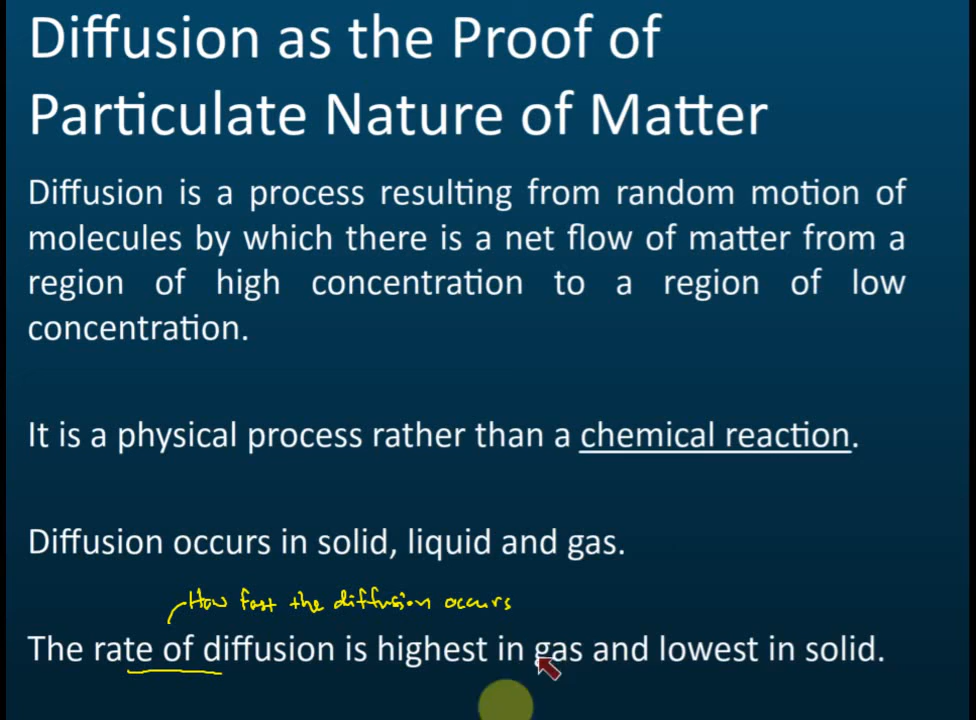 Diffusion as the Proof of
Particulate Nature of Matter
Diffusion is a process resulting from random motion of
molecules by which there is a net flow of matter from a
region of high concentration to a region of low
concentration.
It is a physical process rather than a chemical reaction.
Diffusion occurs in solid, liquid and gas.
How fast the diffusion occurs
The rate of diffusion is highest in gas and lowest in solid.